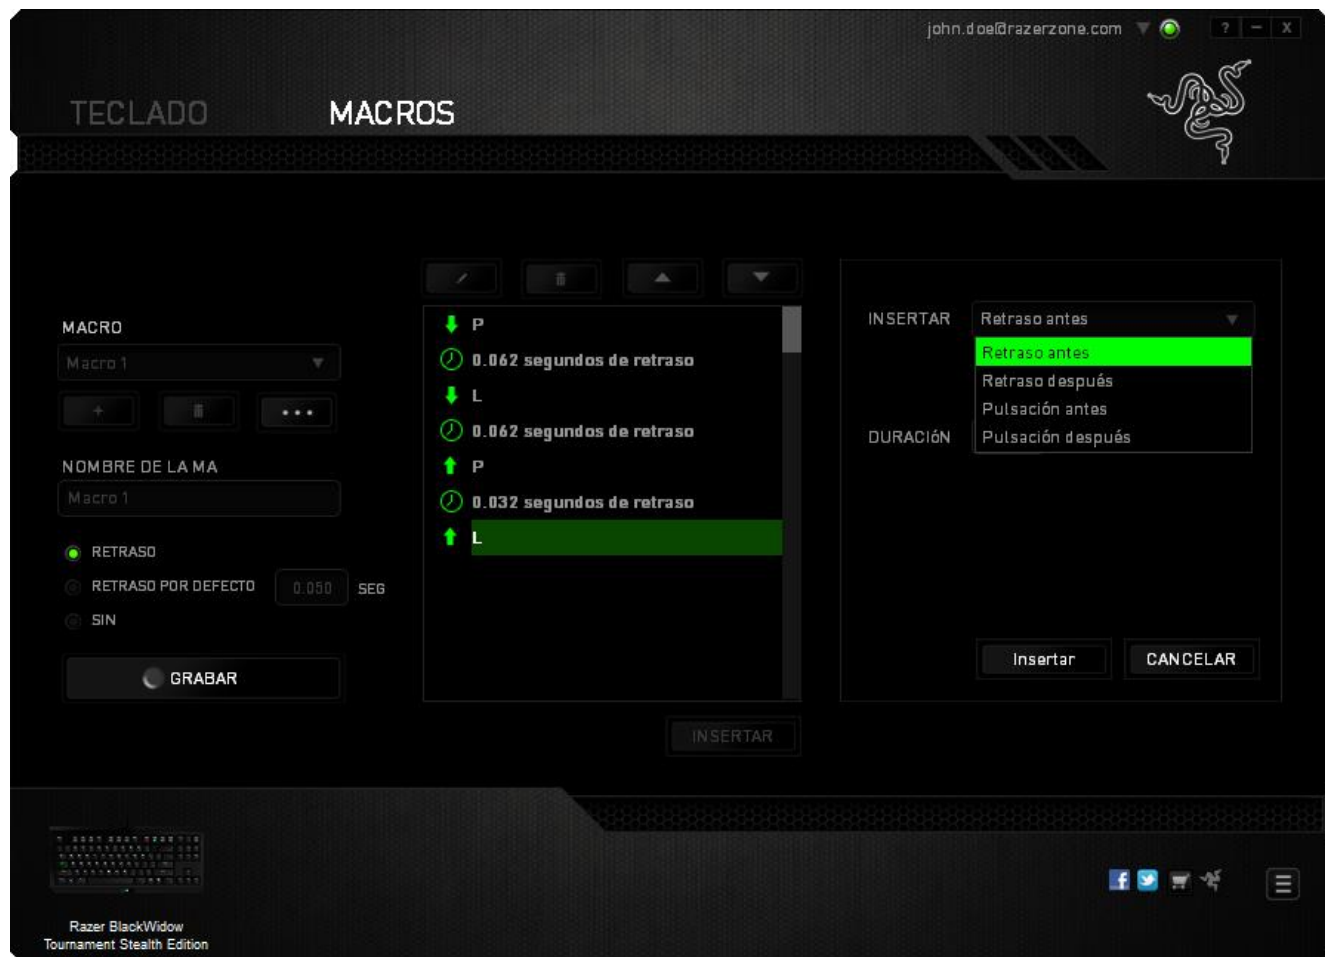 john.doe@razerzone.com
? – X
TECLADO
MACROS
MACRO
Macro 1
+
...
NOMBRE DE LA MA
Macro 1
RETRASO
RETRASO POR DEFECTO 0.050 SEG
SIN
GRABAR
P
0.062 segundos de retraso
L
0.062 segundos de retraso
P
0.032 segundos de retraso
L
INSERTAR
INSERTAR Retraso antes
Retraso antes
Retraso después
Pulsación antes
Pulsación después
DURACIóN
Insertar
CANCELAR
Razer BlackWidow
Tournament Stealth Edition